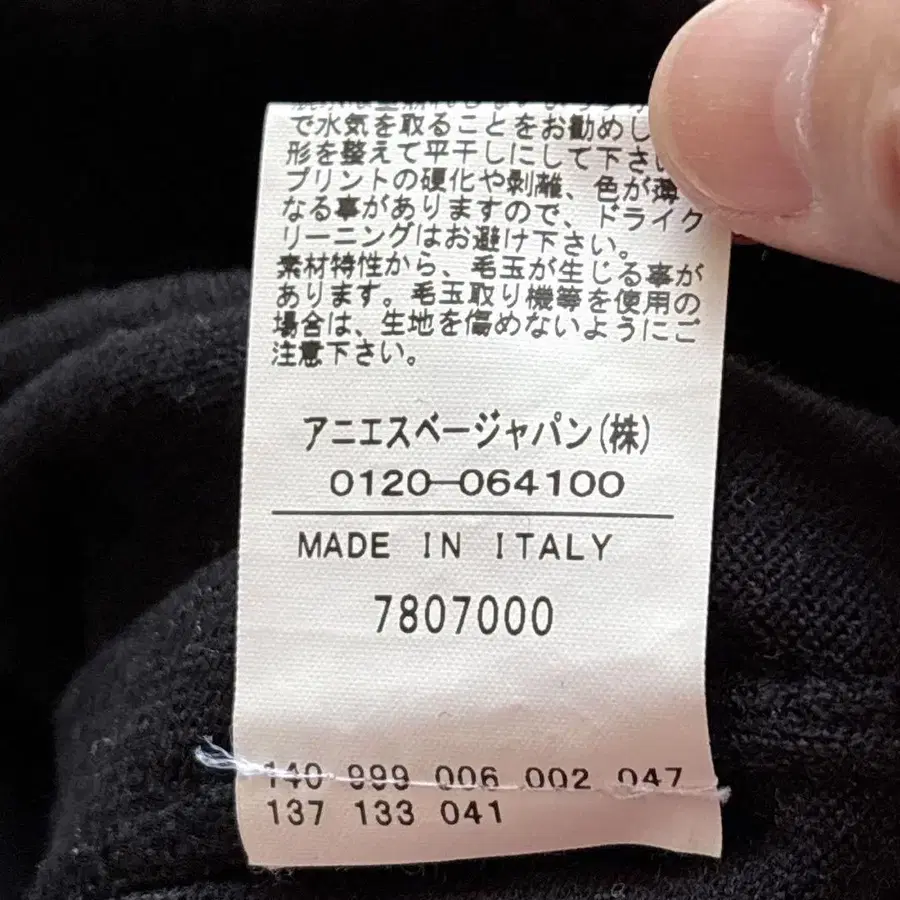 で水気を取ることをお勧めし
形を整えて平干しにして下さい
プリントの硬化や剥離、色が薄
なる事がありますので、ドライク
リーニングはお避け下さい。
素材特性から、毛玉が生じる事が
あります。毛玉取り機等を使用の
場合は、生地を傷めないようにご
注意下さい。
アニエスベージャパン(株)
0120-064100
MADE IN ITALY
7807000
140 999 006 002 047
137 133 041